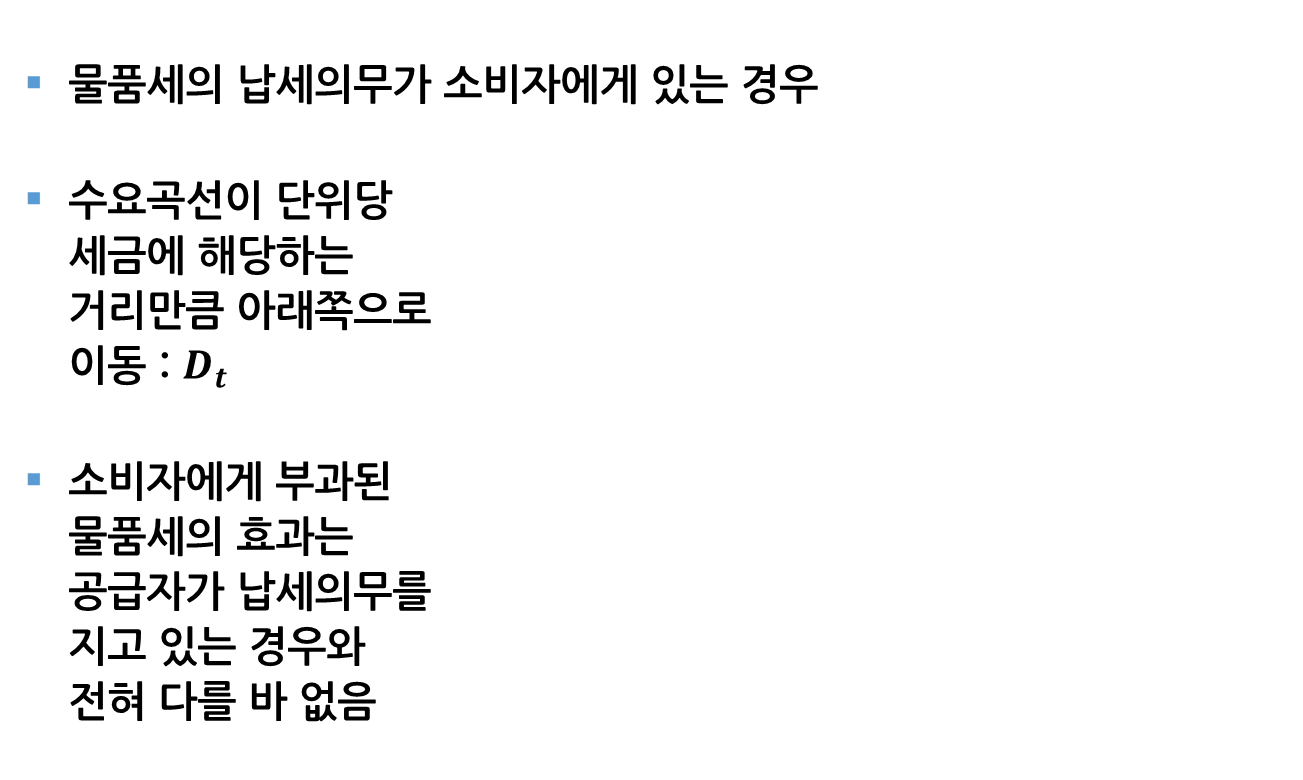 ▪ 물품세의 납세의무가 소비자에게 있는 경우
▪ 수요곡선이 단위당
세금에 해당하는
거리만큼 아래쪽으로
이동 : D_t
▪ 소비자에게 부과된
물품세의 효과는
공급자가 납세의무를
지고 있는 경우와
전혀 다를 바 없음